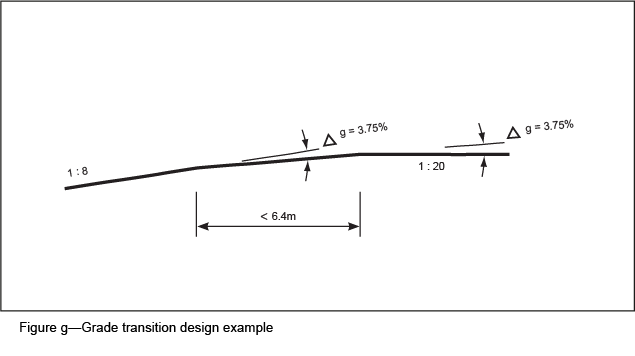 △ g = 3.75%
△ g = 3.75%
1 : 8
1 : 20
< 6.4m
Figure g—Grade transition design example